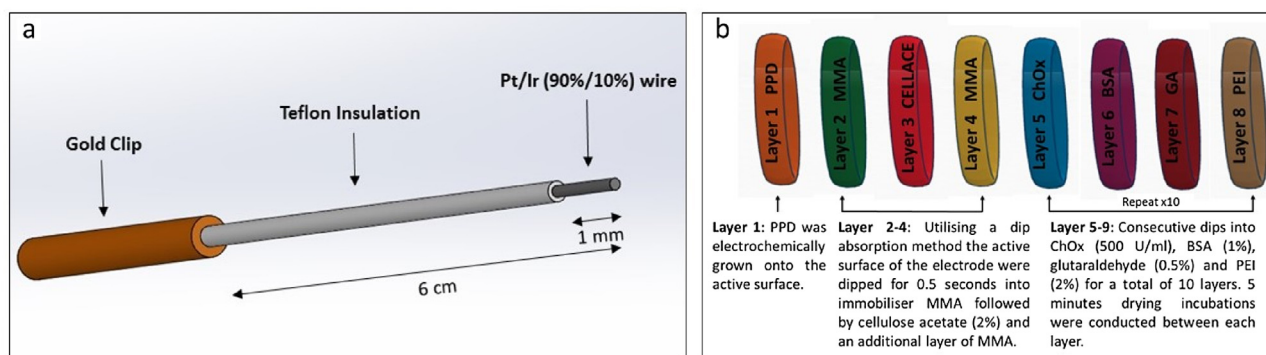 a
Gold Clip
Teflon Insulation
Pt/Ir (90%/10%) wire
1 mm
6 cm
b
Layer 1 PPD
Layer 2 MMA
Layer 3 CELLACE
Layer 4 MMA
Layer 5 ChOx
Layer 6 BSA
Layer 7 GA
Layer 8 PEI
Repeat x10
Layer 1: PPD was
electrochemically
grown onto the
active surface.
Layer 2-4: Utilising a dip
absorption method the active
surface of the electrode were
dipped for 0.5 seconds into
immobiliser MMA followed
by cellulose acetate (2%) and
an additional layer of MMA.
Layer 5-9: Consecutive dips into
ChOx (500 U/ml), BSA (1%),
glutaraldehyde (0.5%) and PEI
(2%) for a total of 10 layers. 5
minutes drying incubations
were conducted between each
layer.